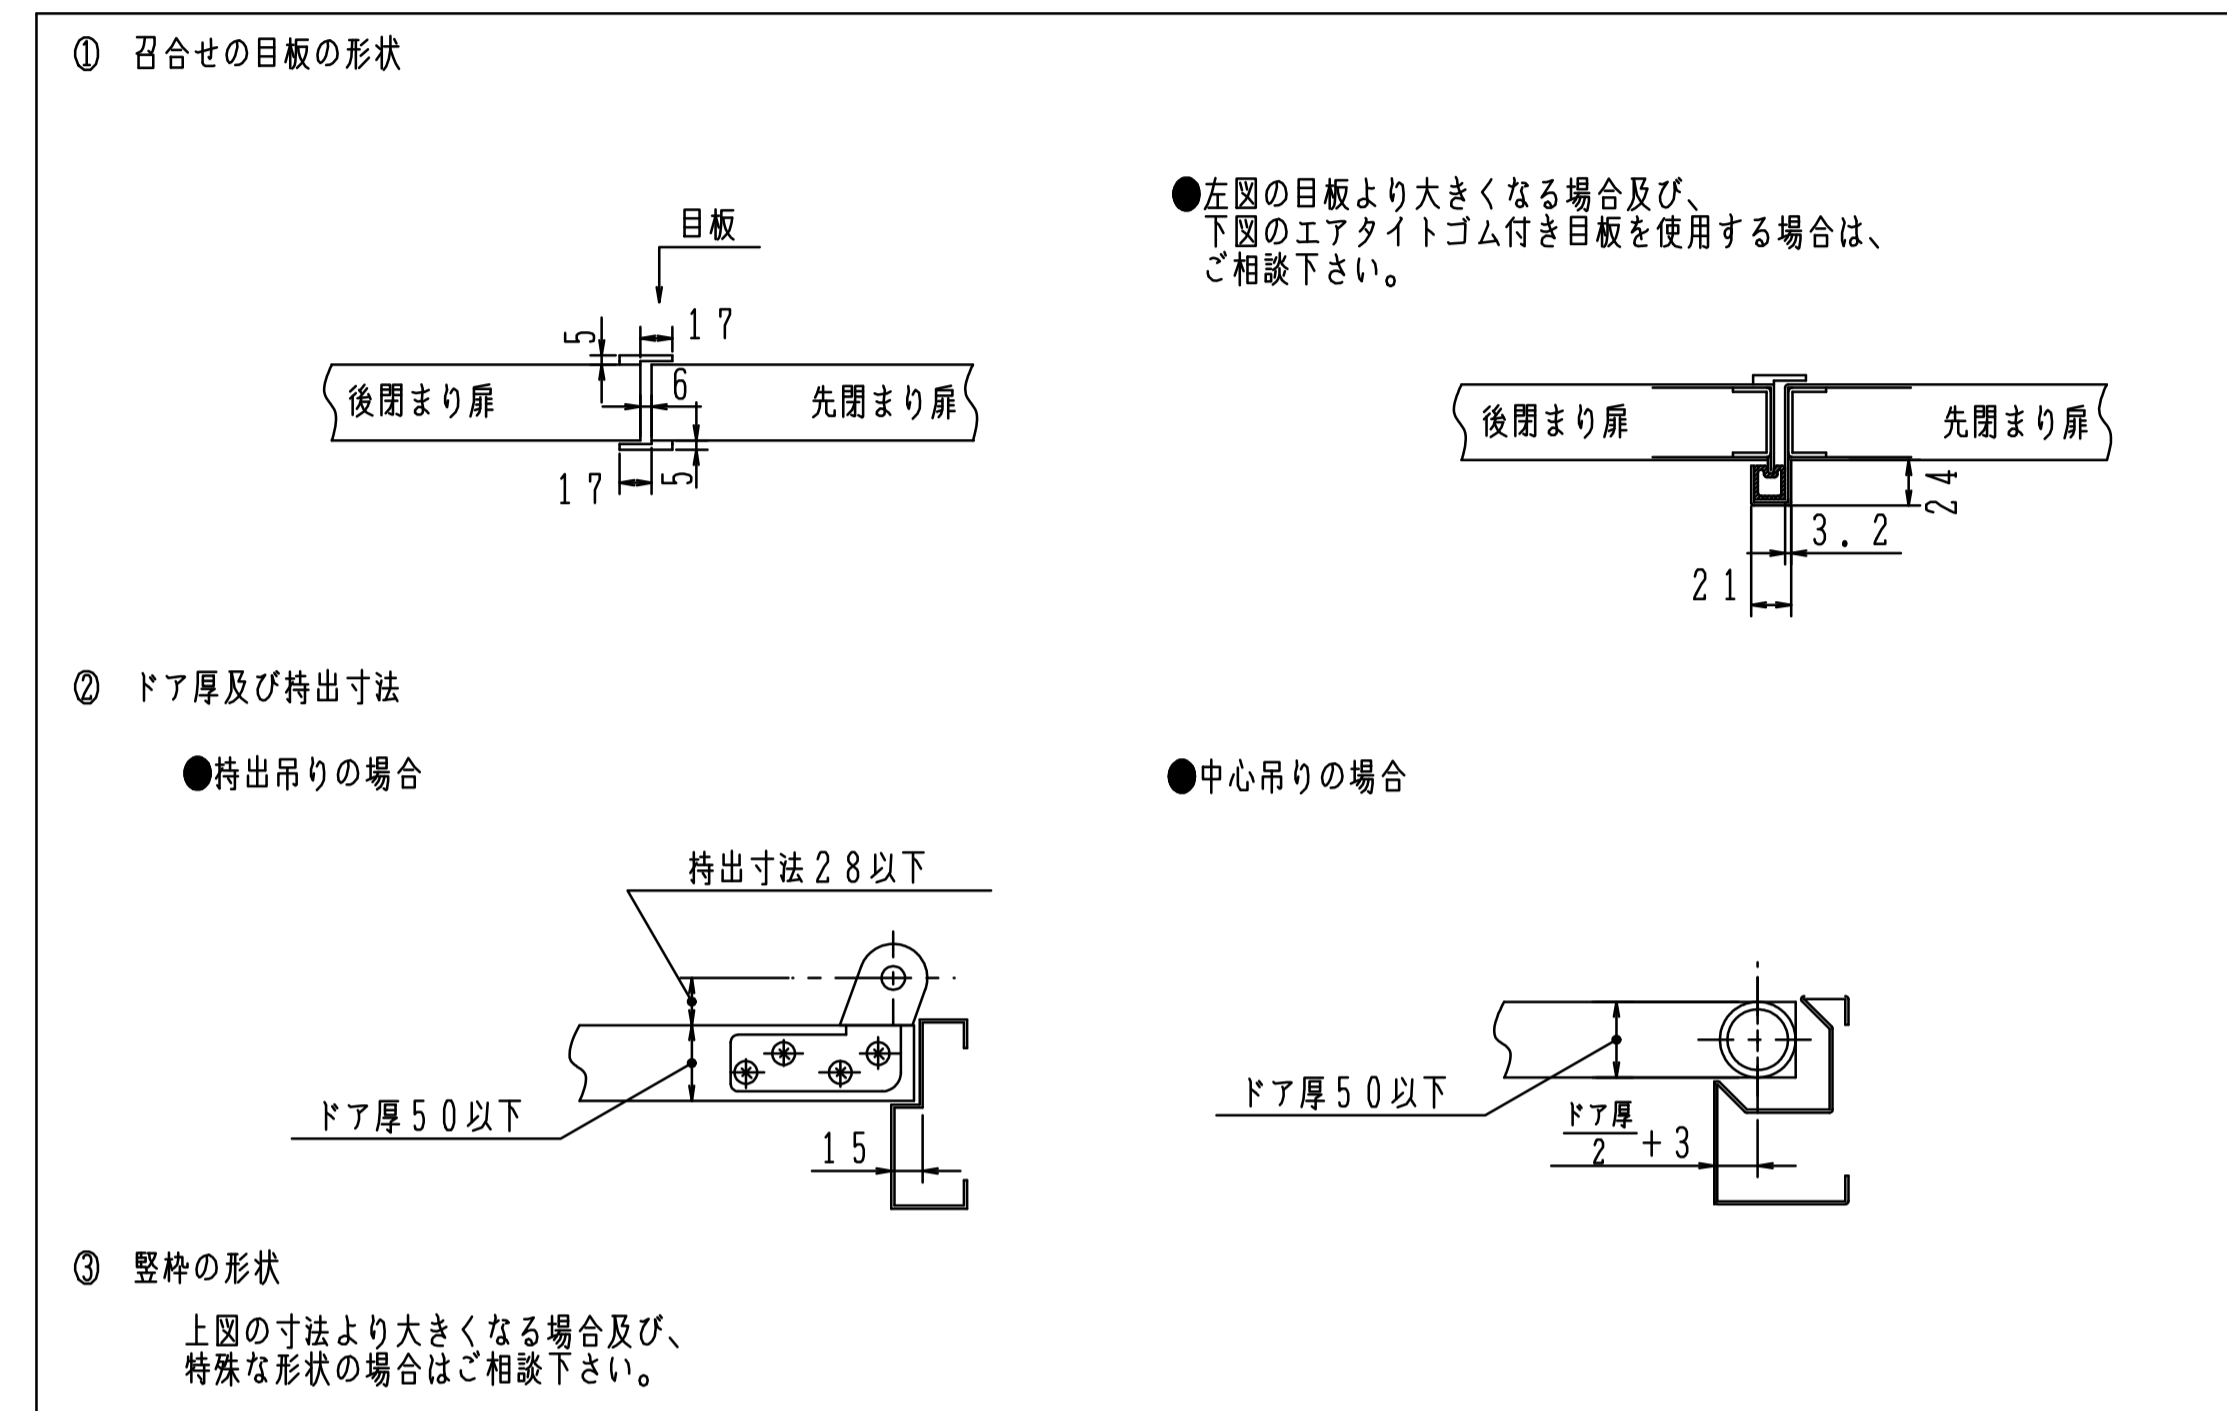 ① 召合せの目板の形状
目板
5
17
6
後閉まり扉
先閉まり扉
17
5
●左図の目板より大きくなる場合及び、
下図のエアタイトゴム付き目板を使用する場合は、
ご相談下さい。
後閉まり扉
先閉まり扉
24
3.2
21
② ドア厚及び持出寸法
●持出吊りの場合
持出寸法28以下
ドア厚50以下
15
●中心吊りの場合
ドア厚50以下
ドア厚
2
+3
③ 竪枠の形状
上図の寸法より大きくなる場合及び、
特殊な形状の場合はご相談下さい。